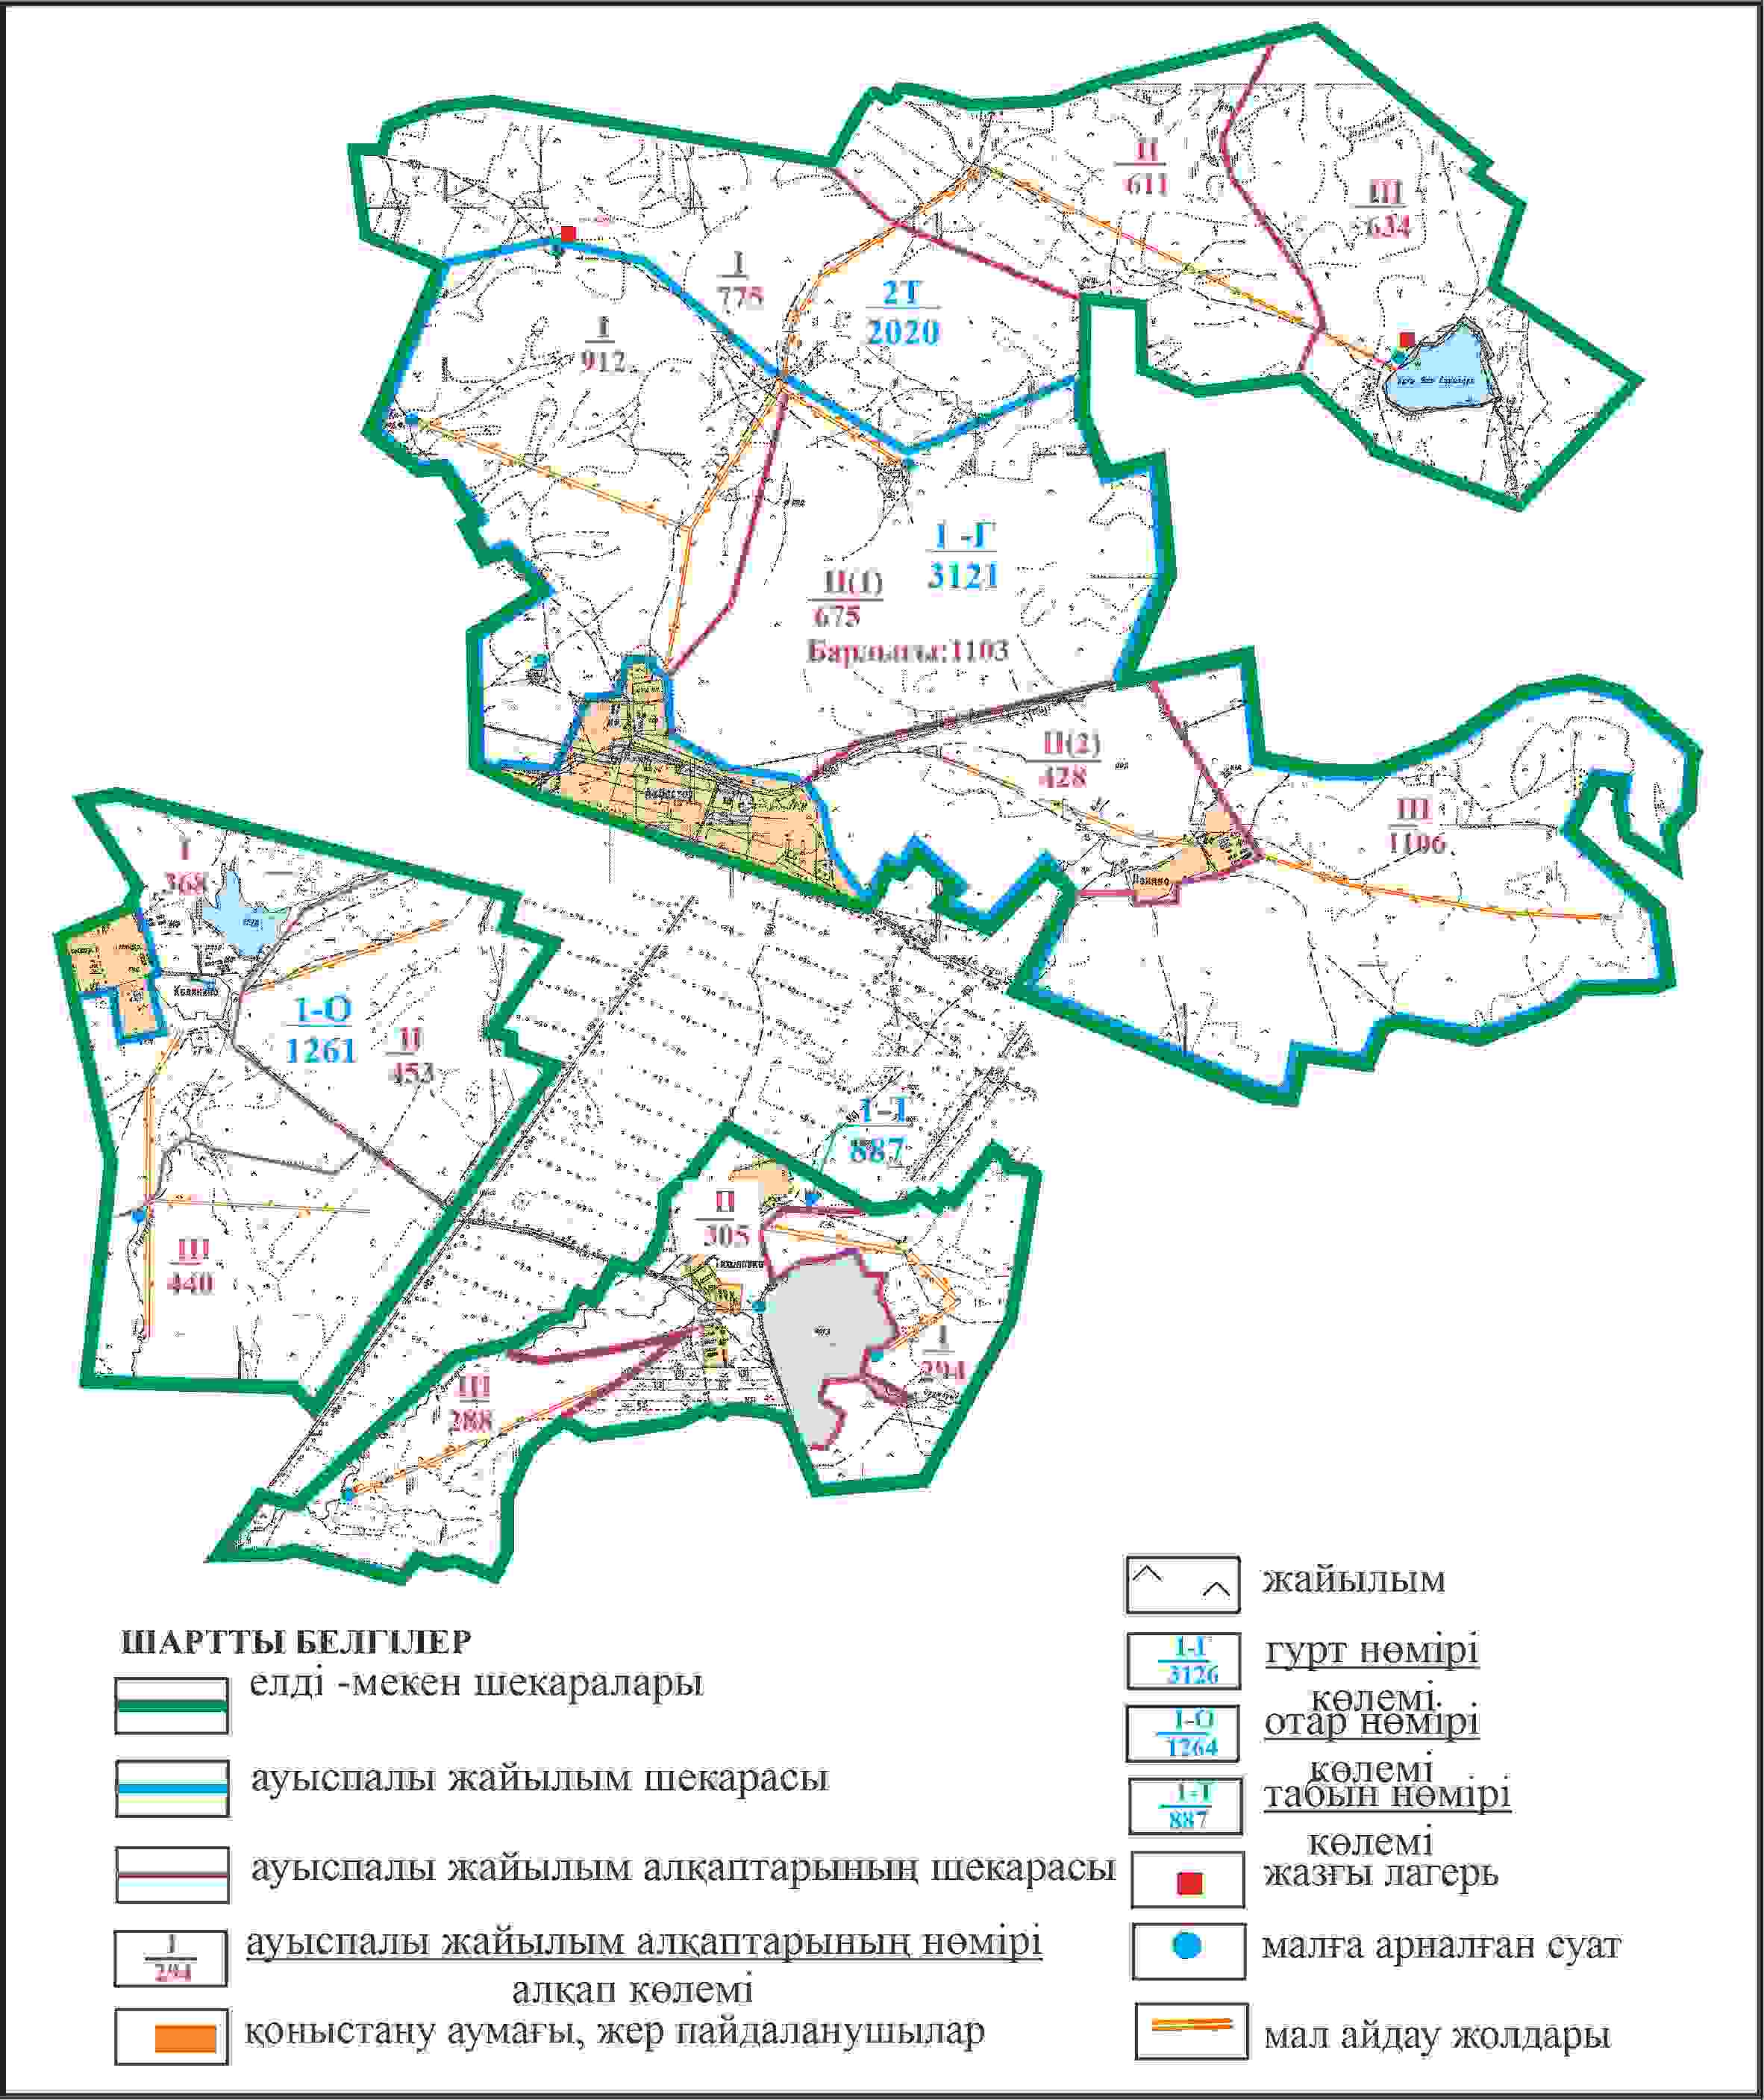 II
611
III
634
I
775
2Т
2020
I
912
1 -Г
3121
II(1)
675
Барлығы:1103
II(2)
428
III
1106
I
368
1-О
1261
II
453
1-Т
887
II
305
III
440
I
294
III
288
ШАРТТЫ БЕЛГІЛЕР
елді -мекен шекаралары
ауыспалы жайылым шекарасы
ауыспалы жайылым алқаптарының шекарасы
I
294
ауыспалы жайылым алқаптарының нөмірі
алқап көлемі
қоныстану аумағы, жер пайдаланушылар
жайылым
1-Г
3126
гурт нөмірі
көлемі
1-О
1264
отар нөмірі
көлемі
1-Т
887
табын нөмірі
көлемі
жазғы лагерь
малға арналған суат
мал айдау жолдары